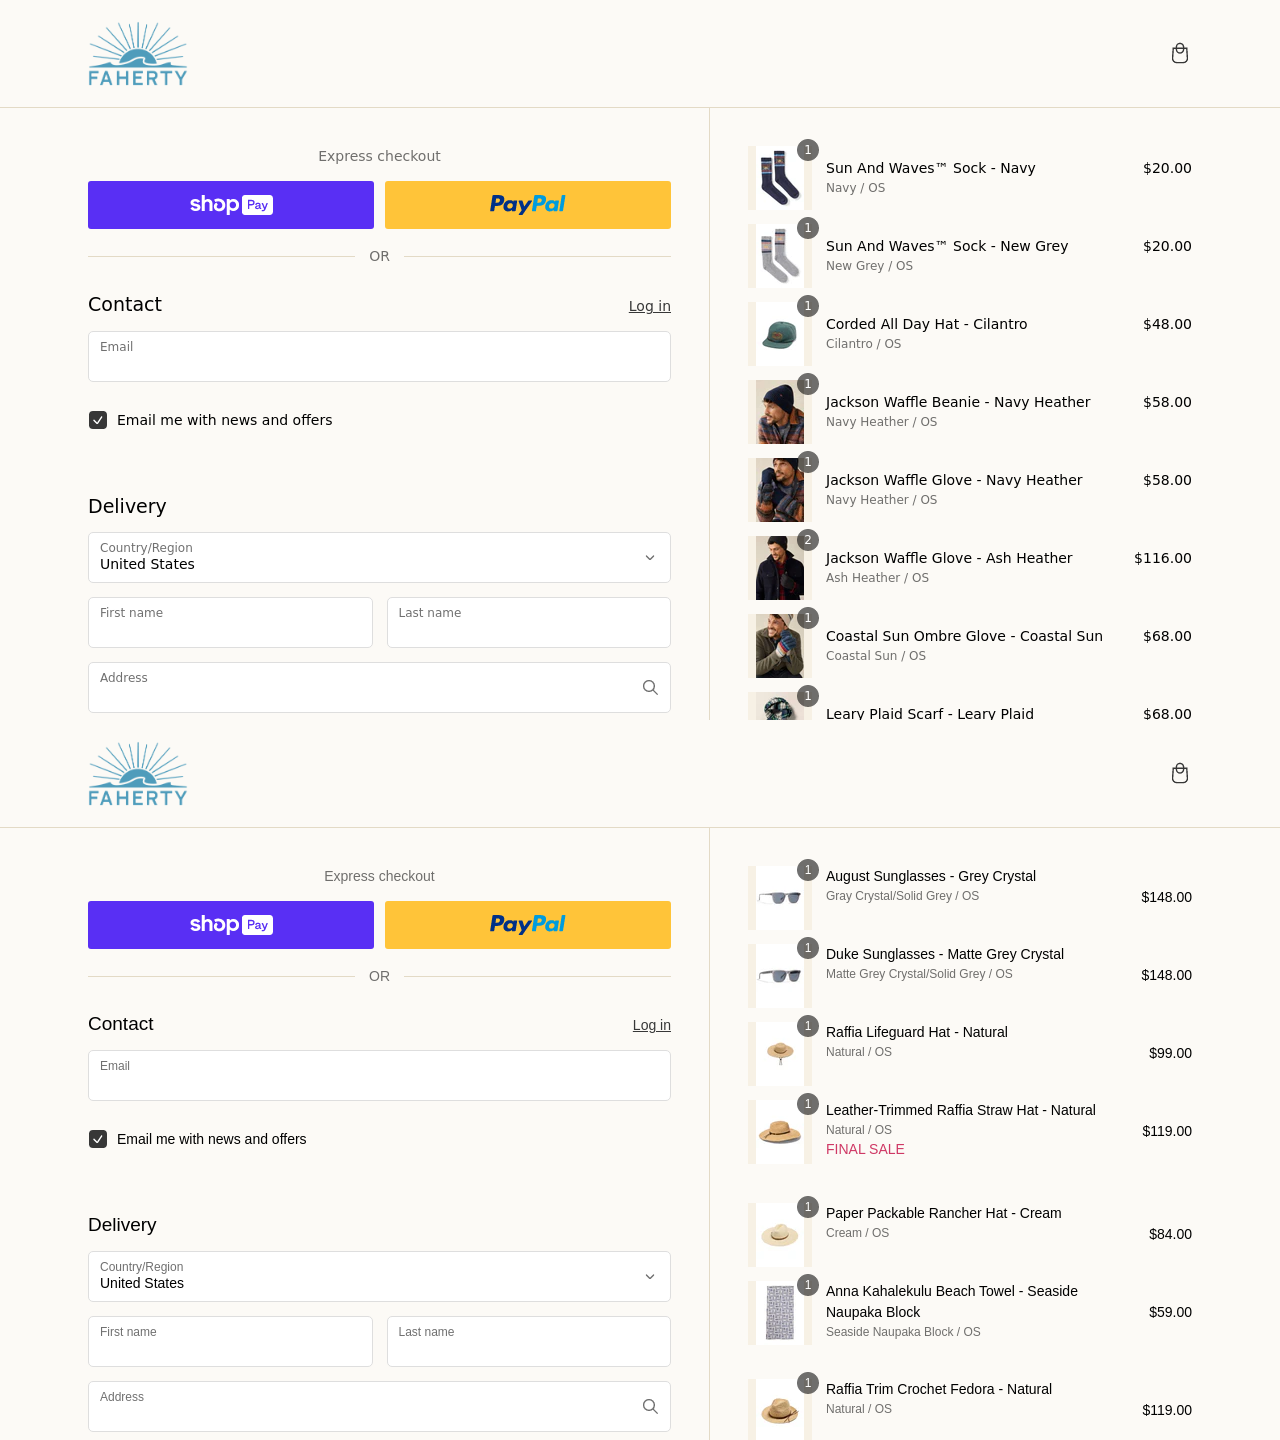 FAHERTY
Express checkout
shop Pay
PayPal
OR
Contact
Log in
Email
Email me with news and offers
Delivery
Country/Region
United States
First name
Last name
Address
1
Sun And Waves™ Sock - Navy
$20.00
Navy / OS
1
Sun And Waves™ Sock - New Grey
$20.00
New Grey / OS
1
Corded All Day Hat - Cilantro
$48.00
Cilantro / OS
1
Jackson Waffle Beanie - Navy Heather
$58.00
Navy Heather / OS
1
Jackson Waffle Glove - Navy Heather
$58.00
Navy Heather / OS
2
Jackson Waffle Glove - Ash Heather
$116.00
Ash Heather / OS
1
Coastal Sun Ombre Glove - Coastal Sun
$68.00
Coastal Sun / OS
1
Leary Plaid Scarf - Leary Plaid
$68.00
FAHERTY
Express checkout
shop Pay
PayPal
OR
Contact
Log in
Email
Email me with news and offers
Delivery
Country/Region
United States
First name
Last name
Address
1
August Sunglasses - Grey Crystal
Gray Crystal/Solid Grey / OS
$148.00
1
Duke Sunglasses - Matte Grey Crystal
Matte Grey Crystal/Solid Grey / OS
$148.00
1
Raffia Lifeguard Hat - Natural
Natural / OS
$99.00
1
Leather-Trimmed Raffia Straw Hat - Natural
Natural / OS
$119.00
FINAL SALE
1
Paper Packable Rancher Hat - Cream
Cream / OS
$84.00
1
Anna Kahalekulu Beach Towel - Seaside
Naupaka Block
$59.00
Seaside Naupaka Block / OS
1
Raffia Trim Crochet Fedora - Natural
Natural / OS
$119.00